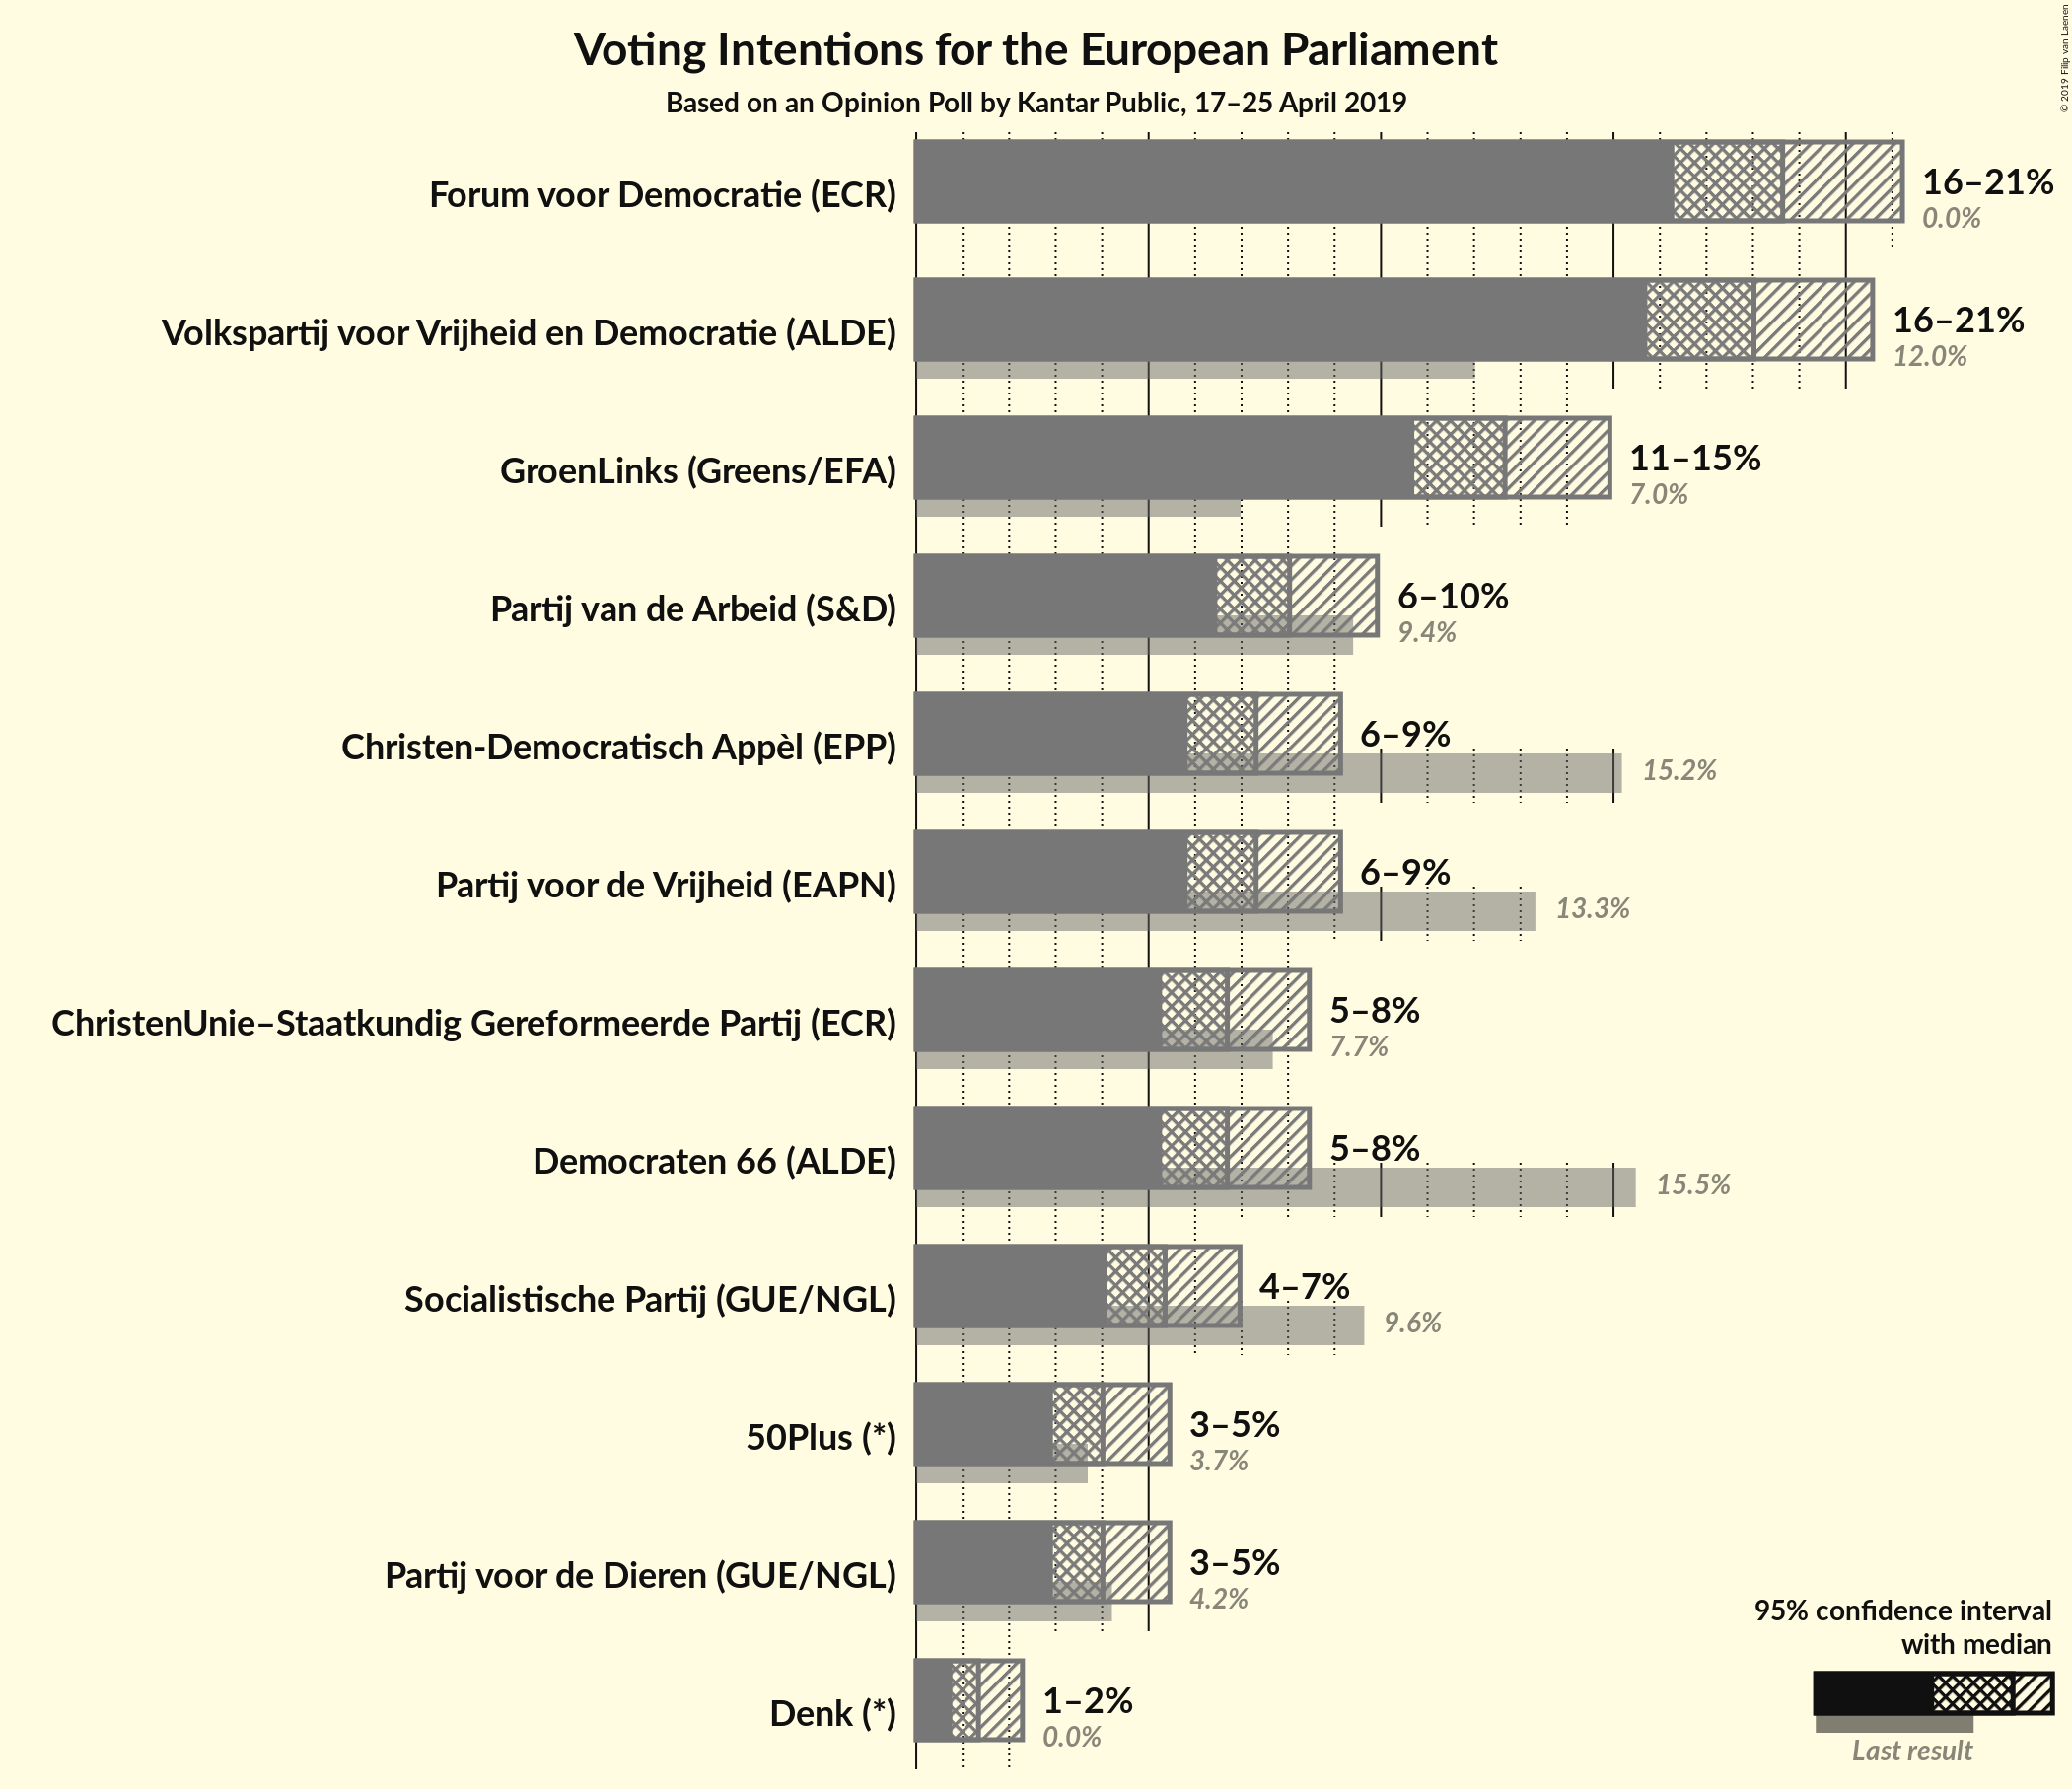 Voting Intentions for the European Parliament
Based on an Opinion Poll by Kantar Public, 17–25 April 2019
© 2019 Filip van Laenen
Forum voor Democratie (ECR)
16–21%
0.0%
Volkspartij voor Vrijheid en Democratie (ALDE)
16–21%
12.0%
GroenLinks (Greens/EFA)
11–15%
7.0%
Partij van de Arbeid (S&D)
6–10%
9.4%
Christen-Democratisch Appèl (EPP)
6–9%
15.2%
Partij voor de Vrijheid (EAPN)
6–9%
13.3%
ChristenUnie–Staatkundig Gereformeerde Partij (ECR)
5–8%
7.7%
Democraten 66 (ALDE)
5–8%
15.5%
Socialistische Partij (GUE/NGL)
4–7%
9.6%
50Plus (*)
3–5%
3.7%
Partij voor de Dieren (GUE/NGL)
3–5%
4.2%
Denk (*)
1–2%
0.0%
95% confidence interval
with median
Last result